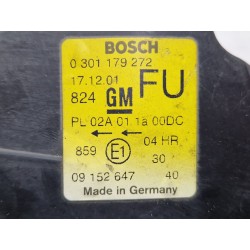 BOSCH
0 301 179 272
17.12.01 FU
824 GM
PL 02A 01 1a 00DC
← ← 04 HR
859 E1 30
09 152 647 40
Made in Germany